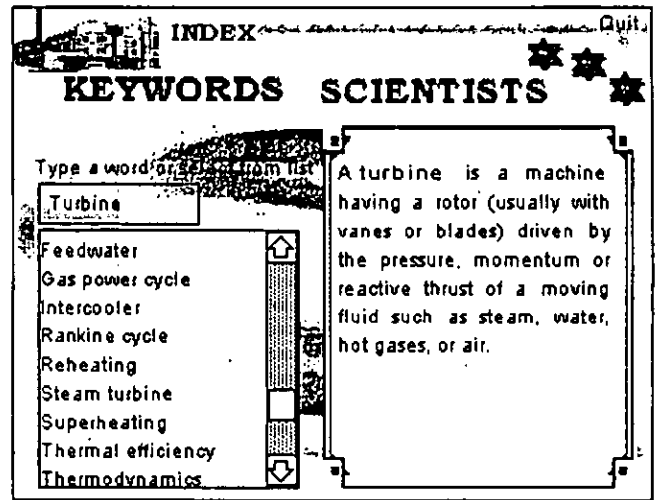 INDEX
Quit
KEYWORDS SCIENTISTS
Type a word or select from list
Turbine
Feedwater
Gas power cycle
Intercooler
Rankine cycle
Reheating
Steam turbine
Superheating
Thermal efficiency
Thermodynamics
A turbine is a machine
having a rotor (usually with
vanes or blades) driven by
the pressure, momentum or
reactive thrust of a moving
fluid such as steam, water,
hot gases, or air.